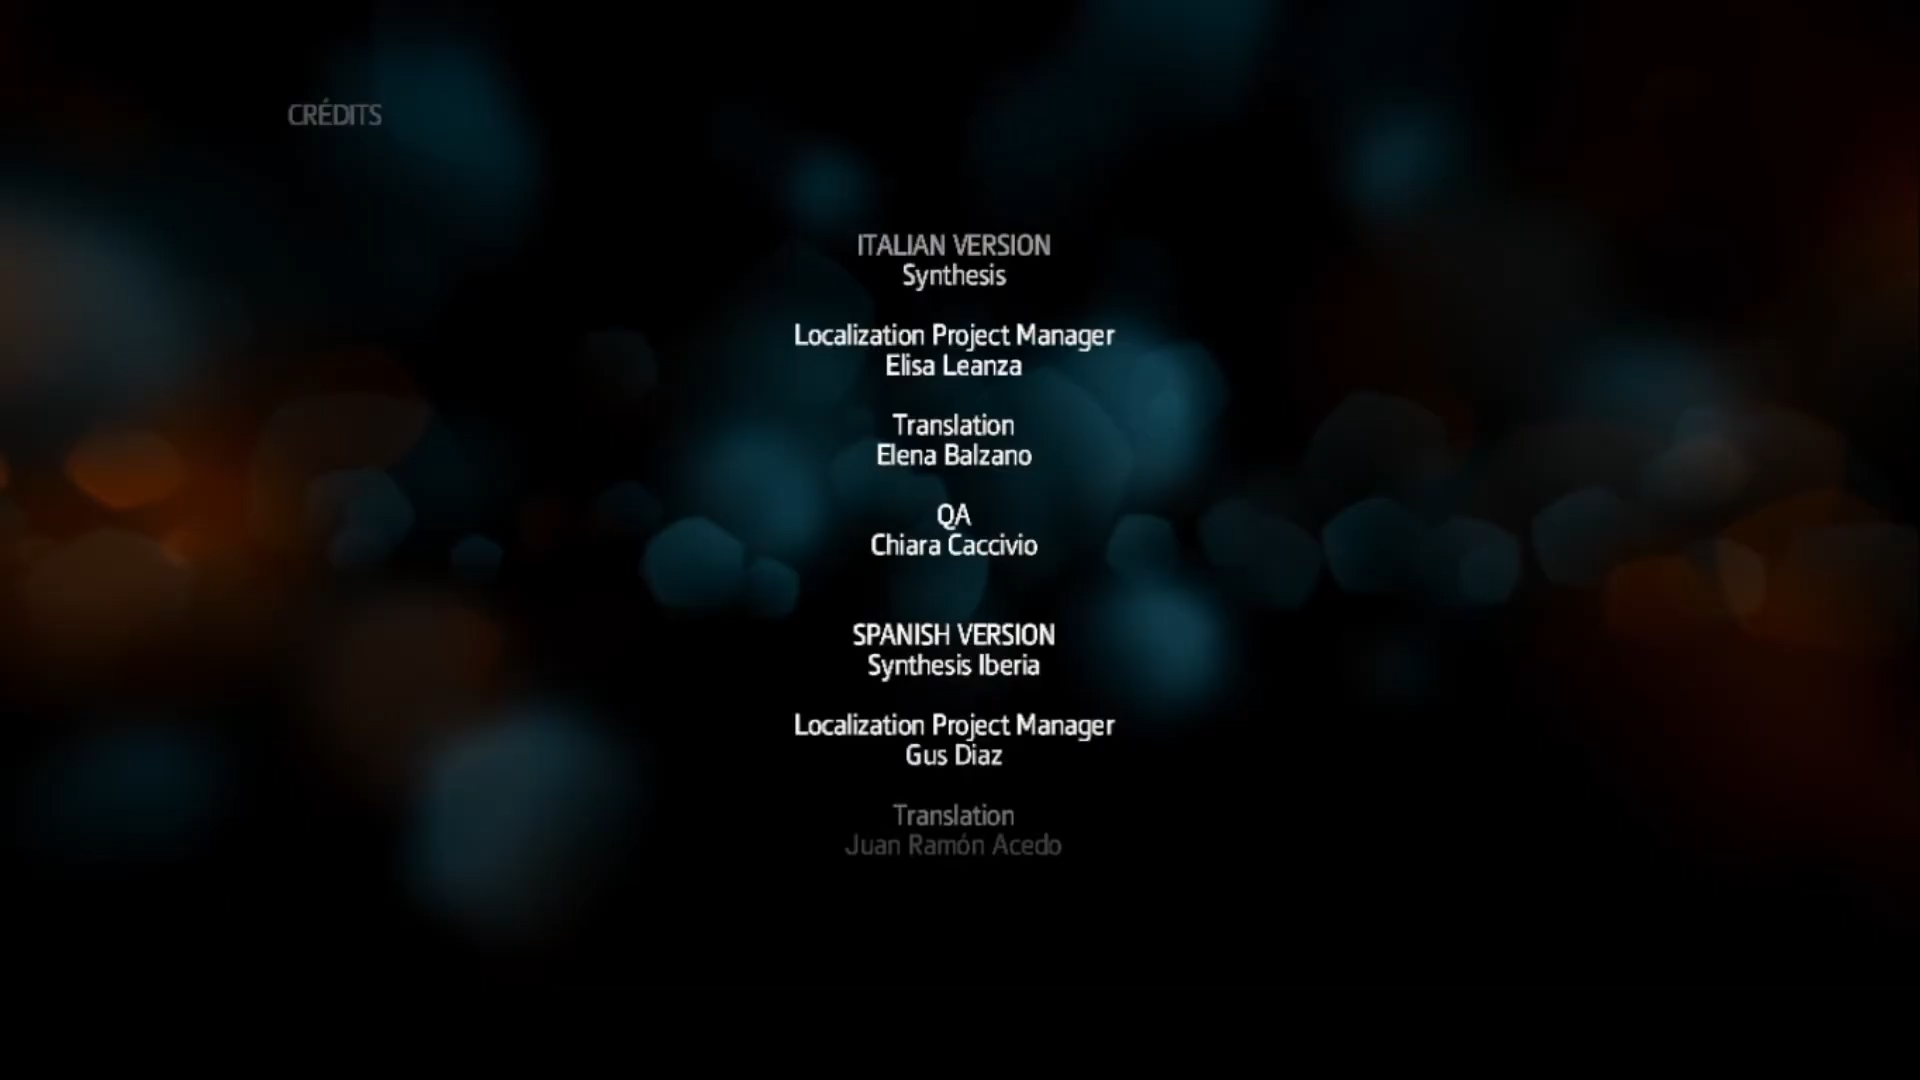 CRÉDITS
ITALIAN VERSION
Synthesis
Localization Project Manager
Elisa Leanza
Translation
Elena Balzano
QA
Chiara Caccivio
SPANISH VERSION
Synthesis Iberia
Localization Project Manager
Gus Diaz
Translation
Juan Ramón Acedo